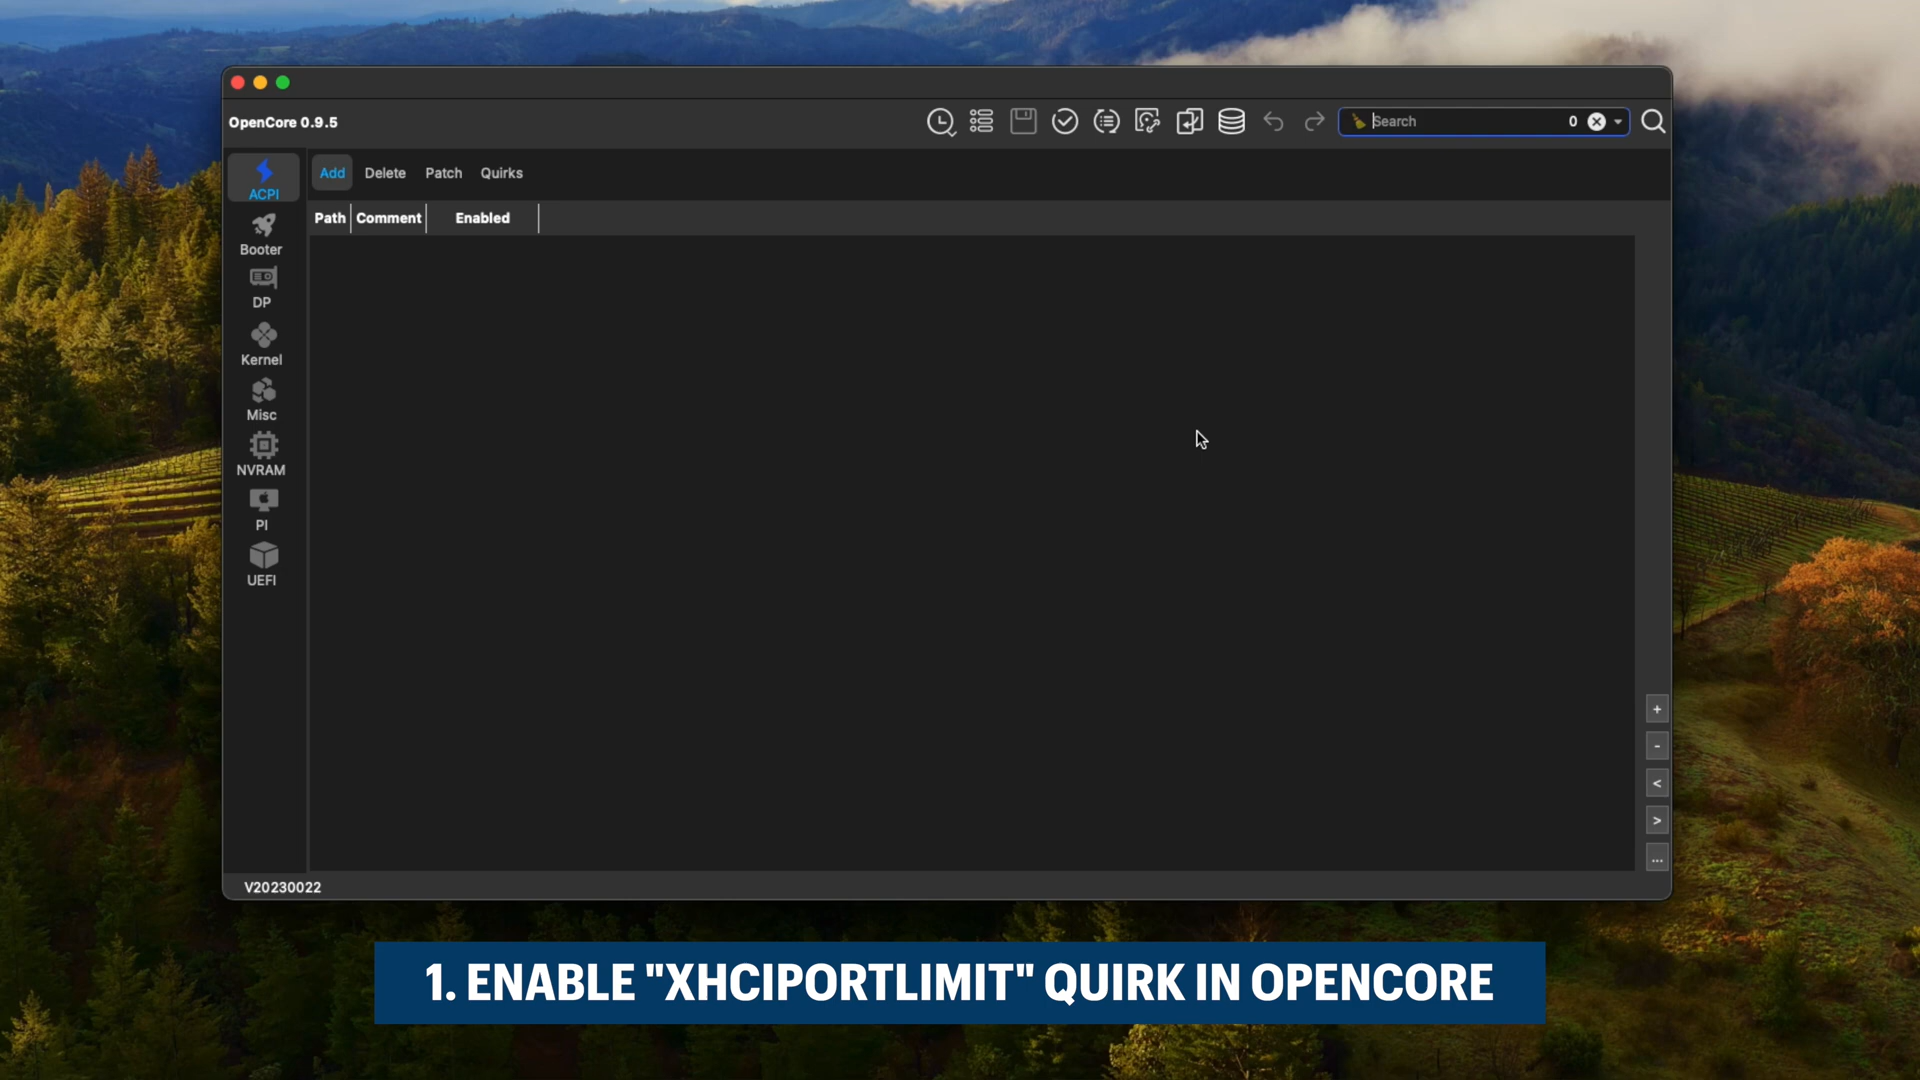 OpenCore 0.9.5
Search
0
ACPI
Booter
DP
Kernel
Misc
NVRAM
PI
UEFI
Add Delete Patch Quirks
Path Comment Enabled
+
-
<
>
...
V20230022
1. ENABLE "XHCIPORTLIMIT" QUIRK IN OPENCORE